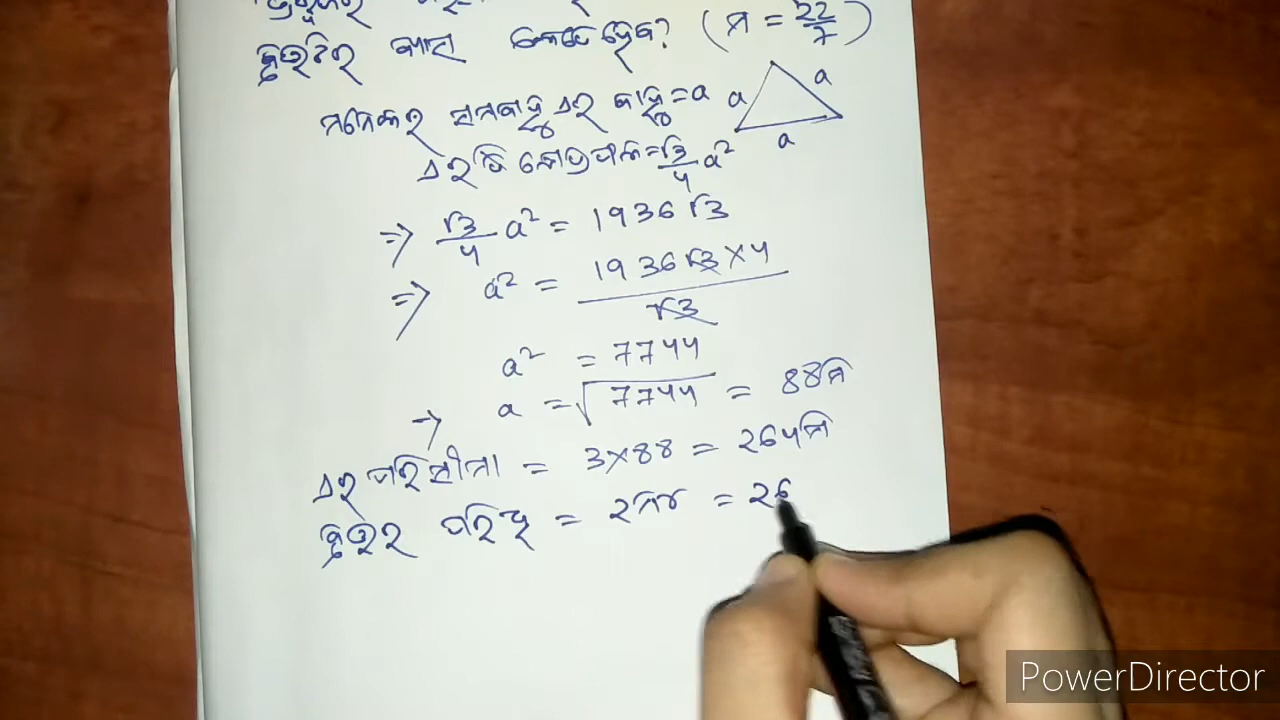 ବୃତ୍ତଟିର ବ୍ୟାସ କେତେ ହେବ? (π = 22/7)
a a a
ମନେକର ସମବାହୁ Δର ବାହୁ = a
Δର କ୍ଷେତ୍ରଫଳ = √3/4 a²
=> √3/4 a² = 1936√3
=> a² = 1936√3×4/√3
a² = 7744
→ a = √7744 = 88ମି
Δର ପରିସୀମା = 3×88 = 264ମି
ବୃତ୍ତର ପରିଧି = 2πr = 26
PowerDirector